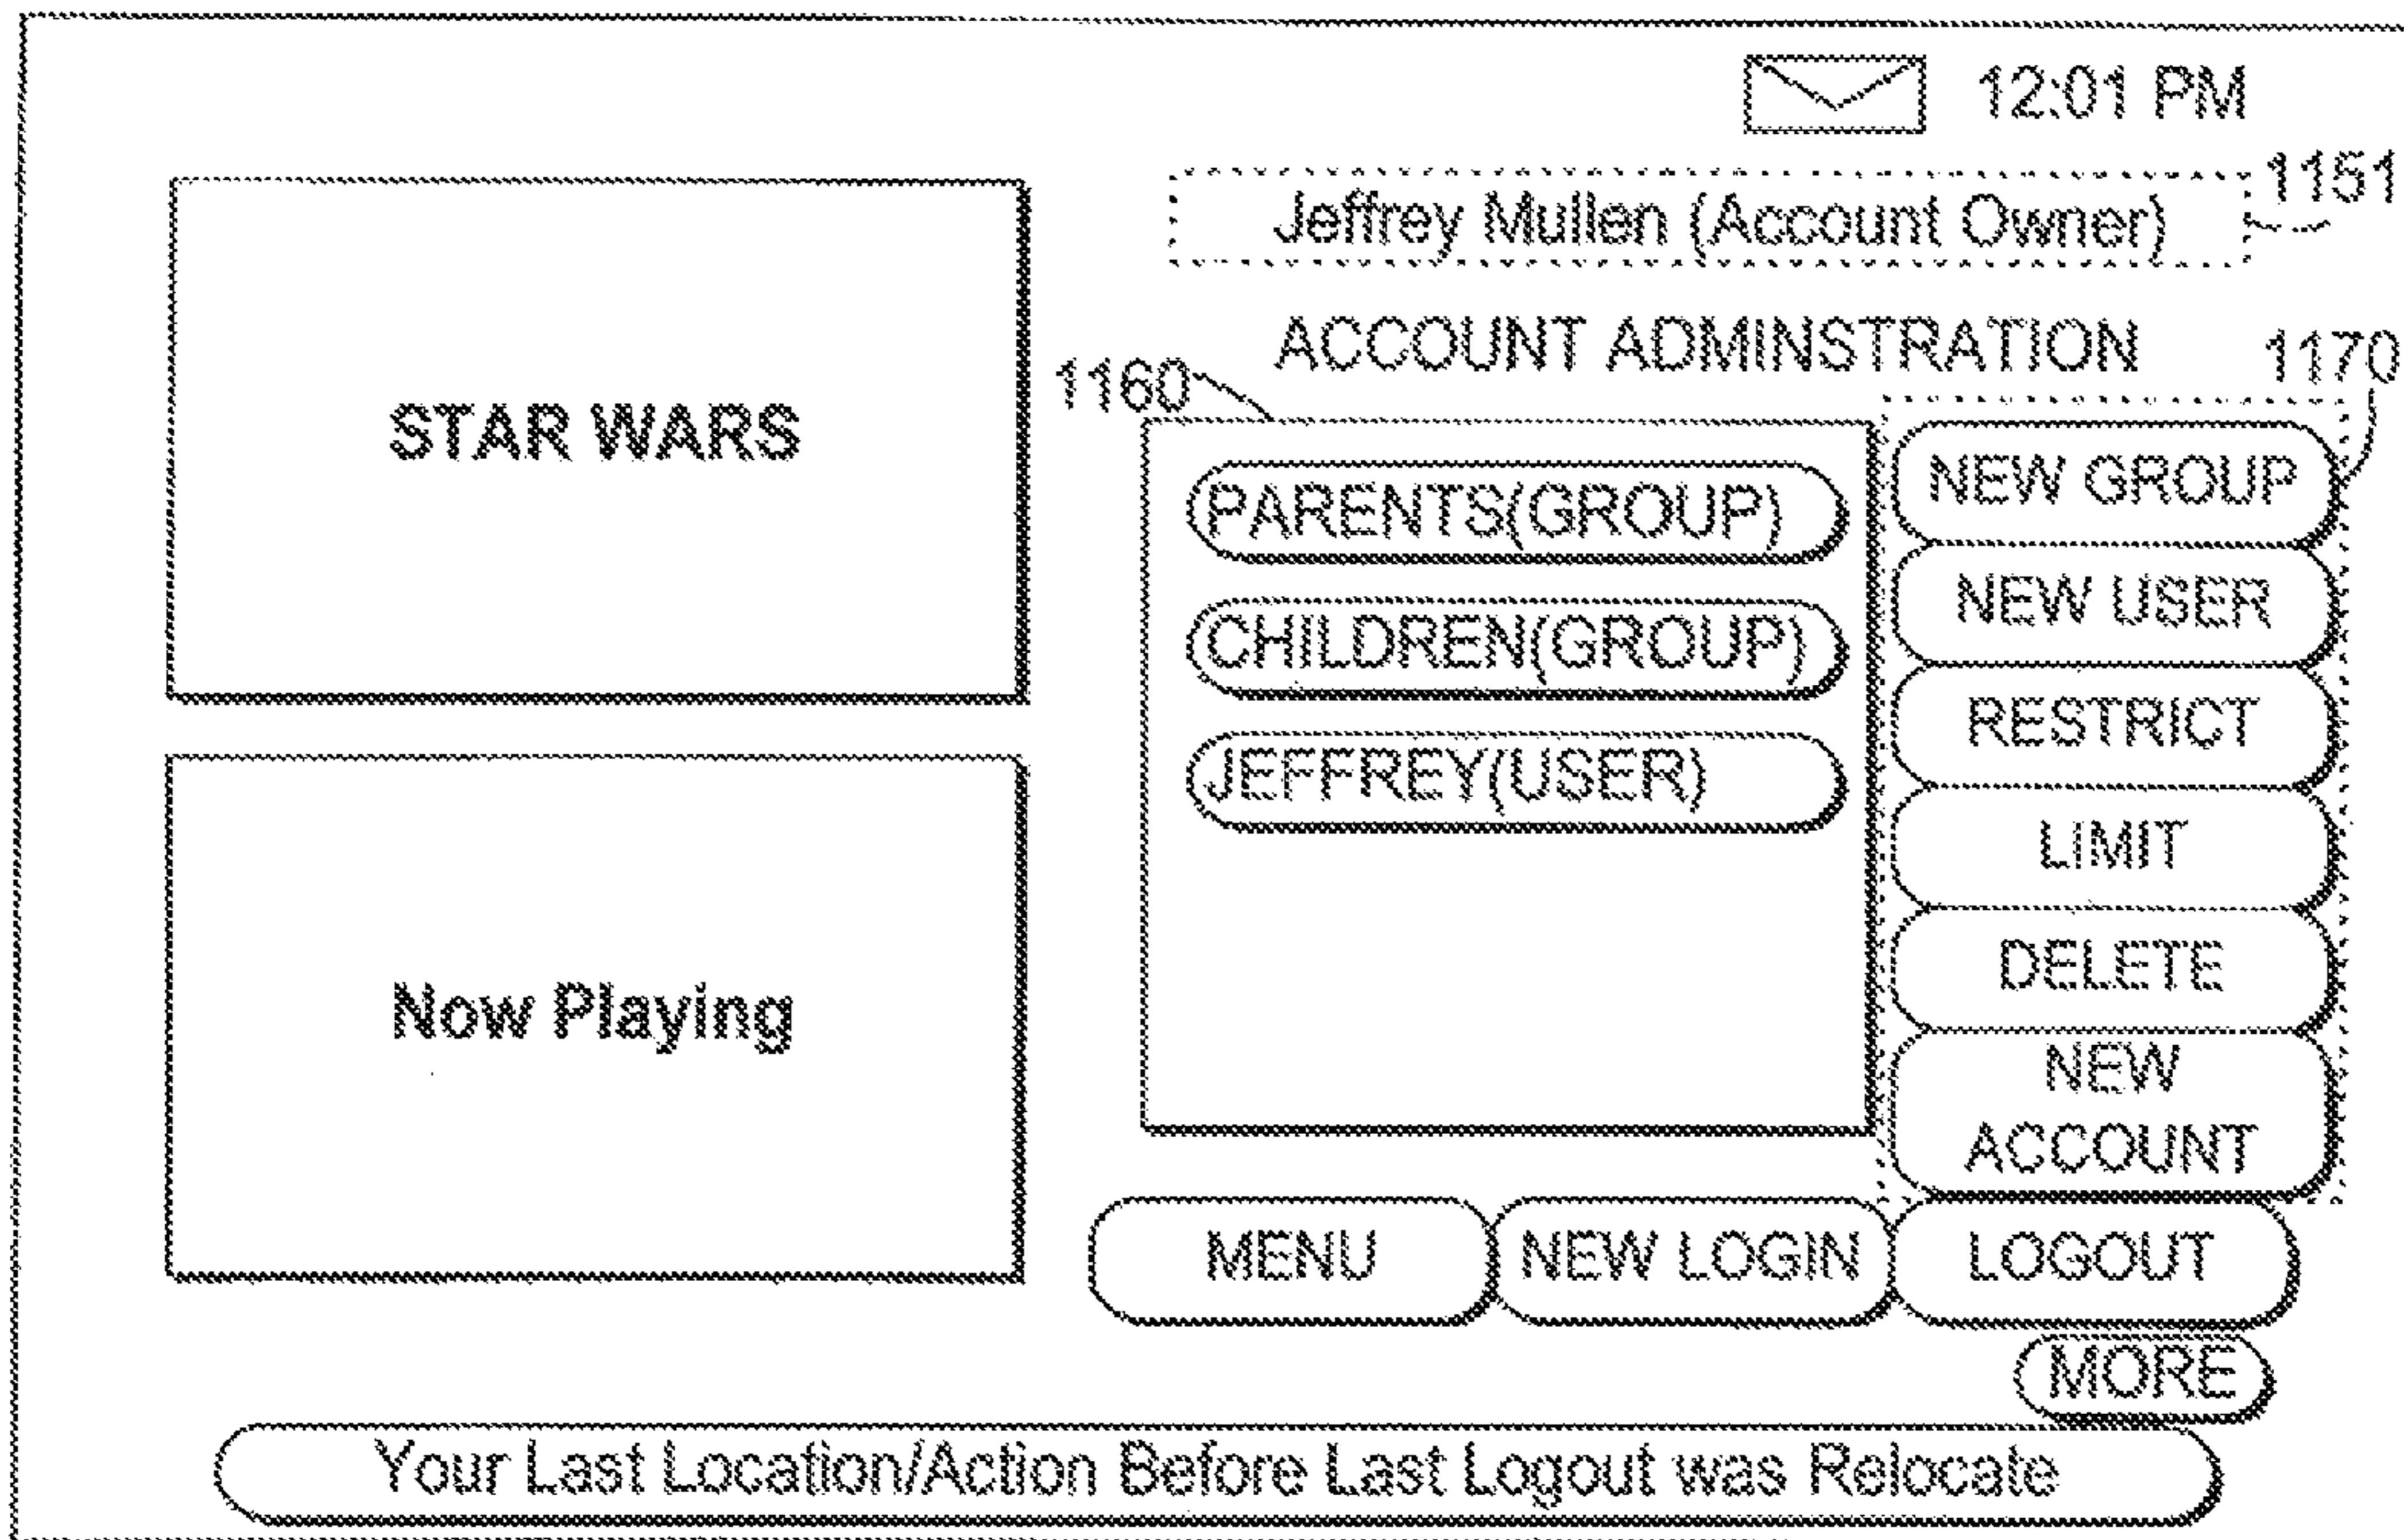 12:01 PM
1151
Jeffrey Mullen (Account Owner)
STAR WARS
ACCOUNT ADMINSTRATION
1160
1170
PARENTS(GROUP)
CHILDREN(GROUP)
JEFFREY(USER)
NEW GROUP
NEW USER
RESTRICT
LIMIT
DELETE
NEW
ACCOUNT
Now Playing
MENU
NEW LOGIN
LOGOUT
MORE
Your Last Location/Action Before Last Logout was Relocate